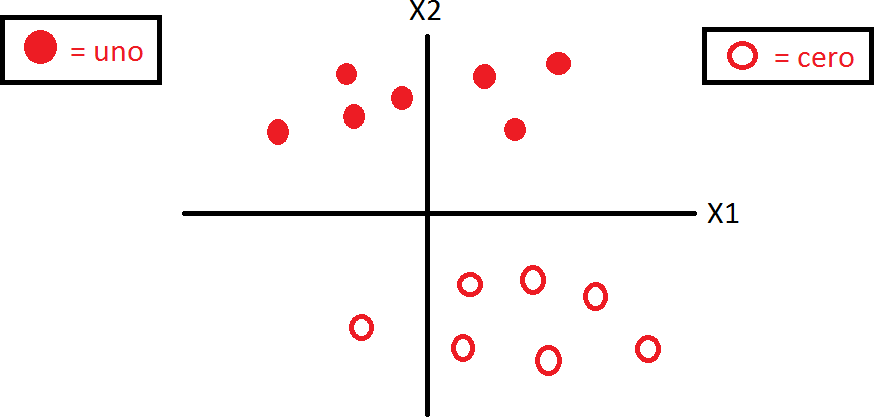 X2
= uno
= cero
X1